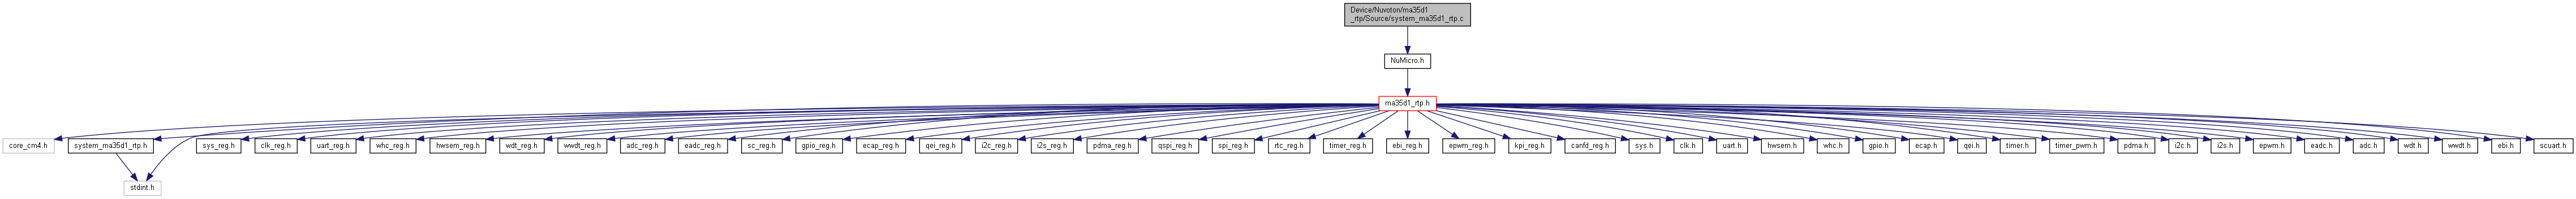 Device/Nuvoton/ma35d1
_rtp/Source/system_ma35d1_rtp.c
NuMicro.h
ma35d1_rtp.h
core_cm4.h
system_ma35d1_rtp.h
sys_reg.h
clk_reg.h
uart_reg.h
whc_reg.h
hwsem_reg.h
wdt_reg.h
wwdt_reg.h
adc_reg.h
eadc_reg.h
sc_reg.h
gpio_reg.h
ecap_reg.h
qei_reg.h
i2c_reg.h
i2s_reg.h
pdma_reg.h
qspi_reg.h
spi_reg.h
rtc_reg.h
timer_reg.h
ebi_reg.h
epwm_reg.h
kpi_reg.h
canfd_reg.h
sys.h
clk.h
uart.h
hwsem.h
whc.h
gpio.h
ecap.h
qei.h
timer.h
timer_pwm.h
pdma.h
i2c.h
i2s.h
epwm.h
eadc.h
adc.h
wdt.h
wwdt.h
ebi.h
scuart.h
stdint.h